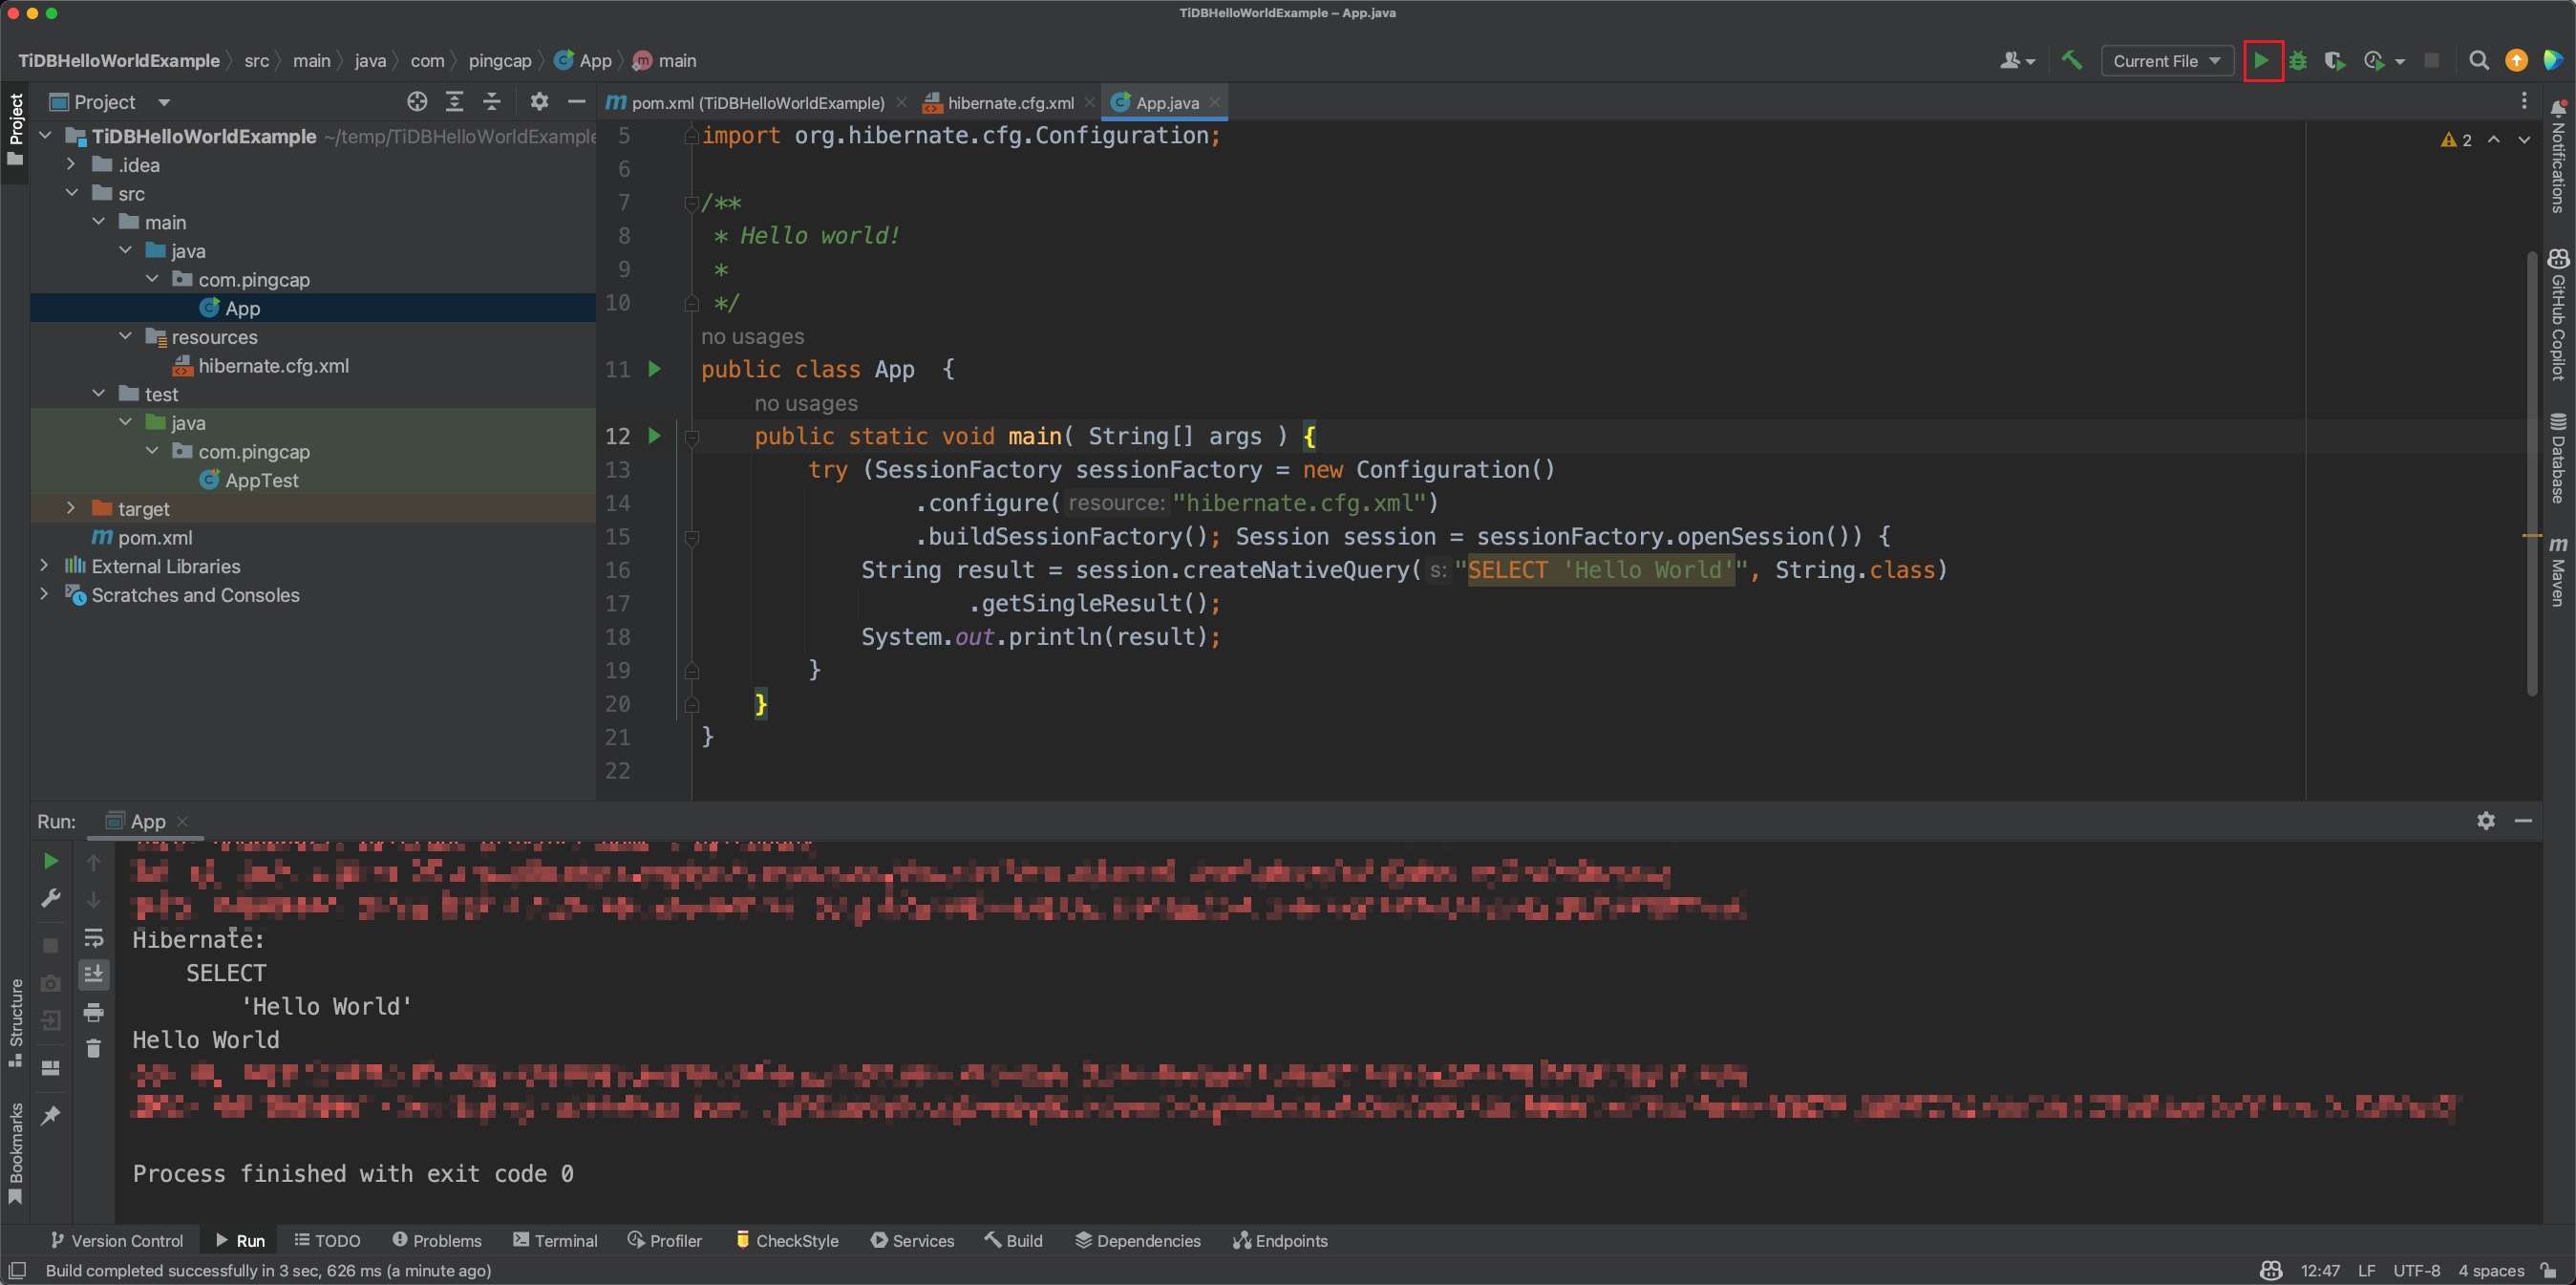 TiDBHelloWorldExample – App.java
TiDBHelloWorldExample src main java com pingcap App main
Current File
Project
pom.xml (TiDBHelloWorldExample) hibernate.cfg.xml App.java
Project
TiDBHelloWorldExample ~/temp/TiDBHelloWorldExample
.idea
src
main
java
com.pingcap
App
resources
hibernate.cfg.xml
test
java
com.pingcap
AppTest
target
pom.xml
External Libraries
Scratches and Consoles
5 import org.hibernate.cfg.Configuration;
6
7 /**
8 * Hello world!
9 *
10 */
no usages
11 public class App {
no usages
12 public static void main( String[] args ) {
13 try (SessionFactory sessionFactory = new Configuration()
14 .configure( resource: "hibernate.cfg.xml")
15 .buildSessionFactory(); Session session = sessionFactory.openSession()) {
16 String result = session.createNativeQuery( s: "SELECT 'Hello World'", String.class)
17 .getSingleResult();
18 System.out.println(result);
19 }
20 }
21 }
22
2
Notifications
GitHub Copilot
Database
Maven
Run: App
Hibernate:
SELECT
'Hello World'
Hello World
Process finished with exit code 0
Structure
Bookmarks
Version Control Run TODO Problems Terminal Profiler CheckStyle Services Build Dependencies Endpoints
Build completed successfully in 3 sec, 626 ms (a minute ago)
12:47 LF UTF-8 4 spaces